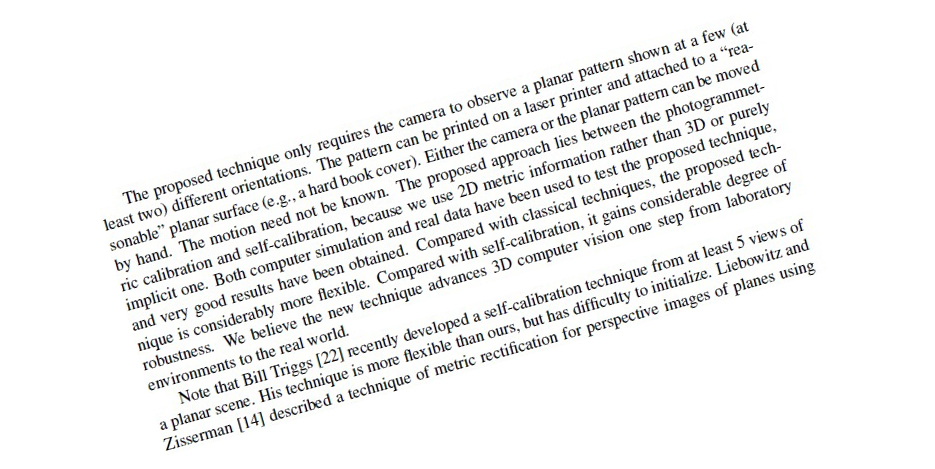 The proposed technique only requires the camera to observe a planar pattern shown at a few (at
least two) different orientations. The pattern can be printed on a laser printer and attached to a “rea-
sonable” planar surface (e.g., a hard book cover). Either the camera or the planar pattern can be moved
by hand. The motion need not be known. The proposed approach lies between the photogrammet-
ric calibration and self-calibration, because we use 2D metric information rather than 3D or purely
implicit one. Both computer simulation and real data have been used to test the proposed technique,
and very good results have been obtained. Compared with classical techniques, the proposed tech-
nique is considerably more flexible. Compared with self-calibration, it gains considerable degree of
robustness. We believe the new technique advances 3D computer vision one step from laboratory
environments to the real world.
Note that Bill Triggs [22] recently developed a self-calibration technique from at least 5 views of
a planar scene. His technique is more flexible than ours, but has difficulty to initialize. Liebowitz and
Zisserman [14] described a technique of metric rectification for perspective images of planes using